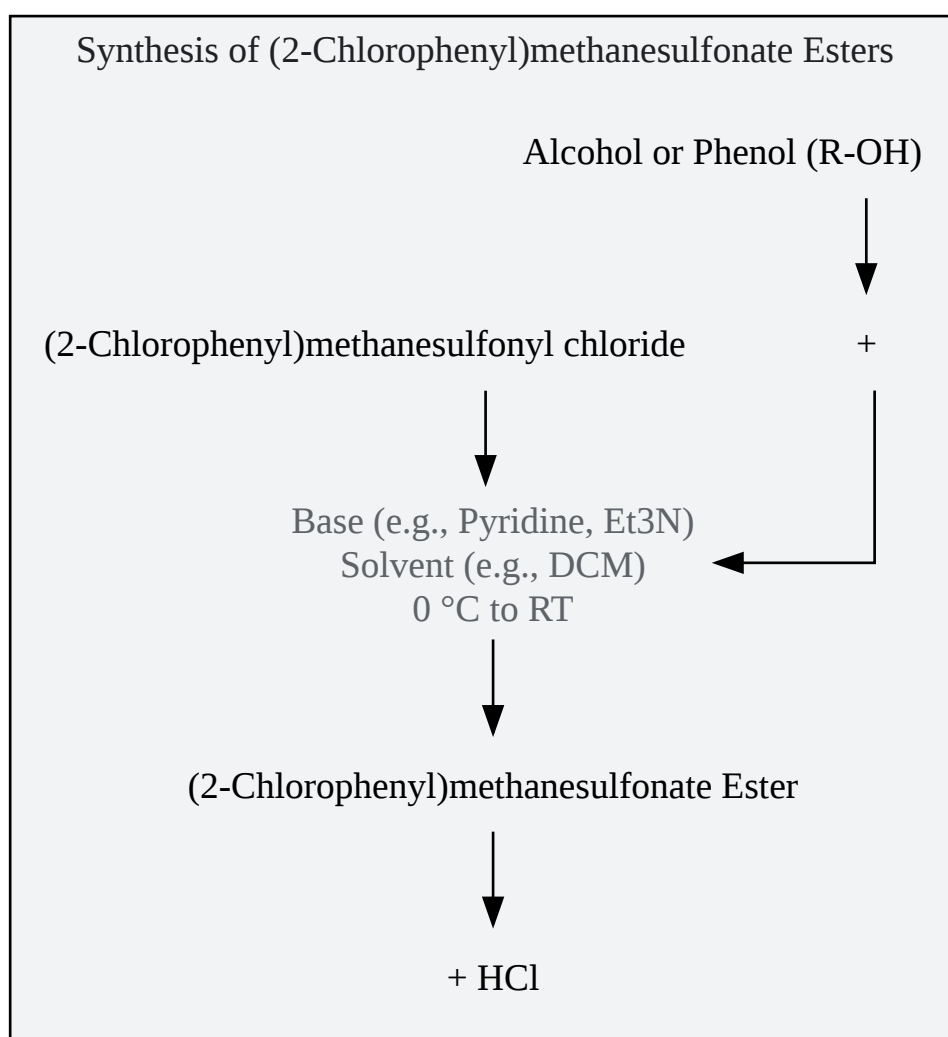 Synthesis of (2-Chlorophenyl)methanesulfonate Esters
Alcohol or Phenol (R-OH)
(2-Chlorophenyl)methanesulfonyl chloride
+
Base (e.g., Pyridine, Et3N)
Solvent (e.g., DCM)
0 °C to RT
(2-Chlorophenyl)methanesulfonate Ester
+ HCl